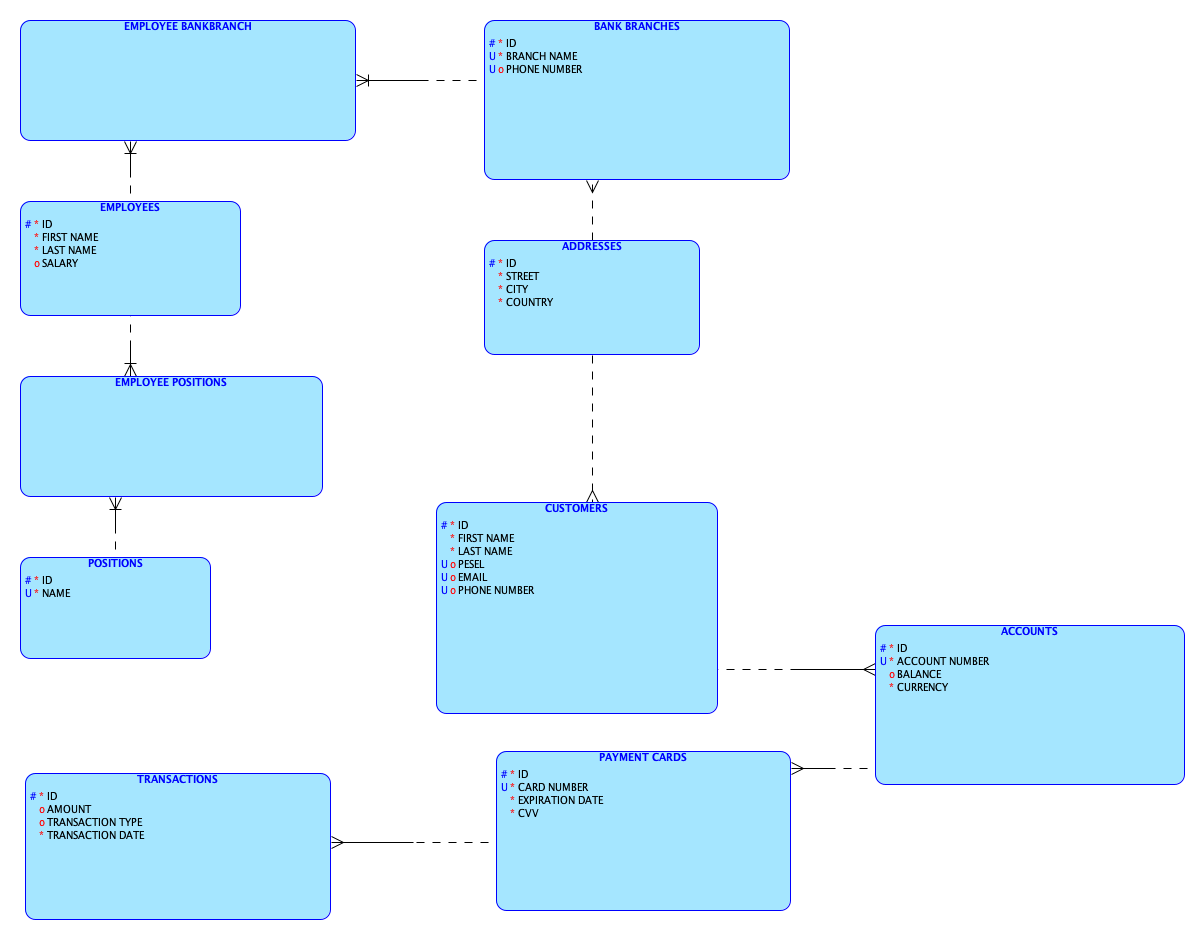 EMPLOYEE BANKBRANCH
BANK BRANCHES
# * ID
U * BRANCH NAME
U o PHONE NUMBER
EMPLOYEES
# * ID
* FIRST NAME
* LAST NAME
o SALARY
ADDRESSES
# * ID
* STREET
* CITY
* COUNTRY
EMPLOYEE POSITIONS
POSITIONS
# * ID
U * NAME
CUSTOMERS
# * ID
* FIRST NAME
* LAST NAME
U o PESEL
U o EMAIL
U o PHONE NUMBER
ACCOUNTS
# * ID
U * ACCOUNT NUMBER
o BALANCE
* CURRENCY
PAYMENT CARDS
# * ID
U * CARD NUMBER
* EXPIRATION DATE
* CVV
TRANSACTIONS
# * ID
o AMOUNT
o TRANSACTION TYPE
* TRANSACTION DATE